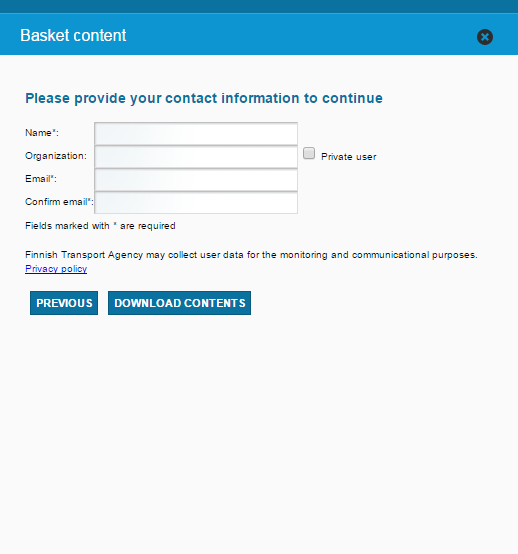 Basket content
Please provide your contact information to continue
Name*:
Organization:
Private user
Email*:
Confirm email*:
Fields marked with * are required
Finnish Transport Agency may collect user data for the monitoring and communicational purposes.
Privacy policy
PREVIOUS DOWNLOAD CONTENTS